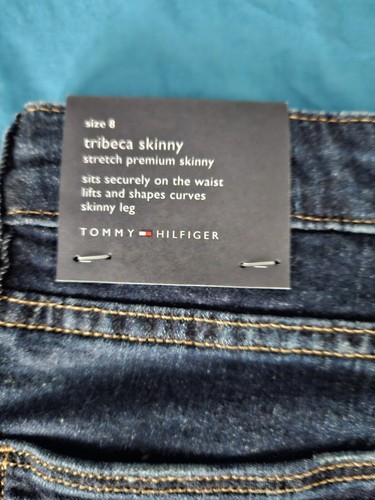 size 8
tribeca skinny
stretch premium skinny
sits securely on the waist
lifts and shapes curves
skinny leg
TOMMY HILFIGER